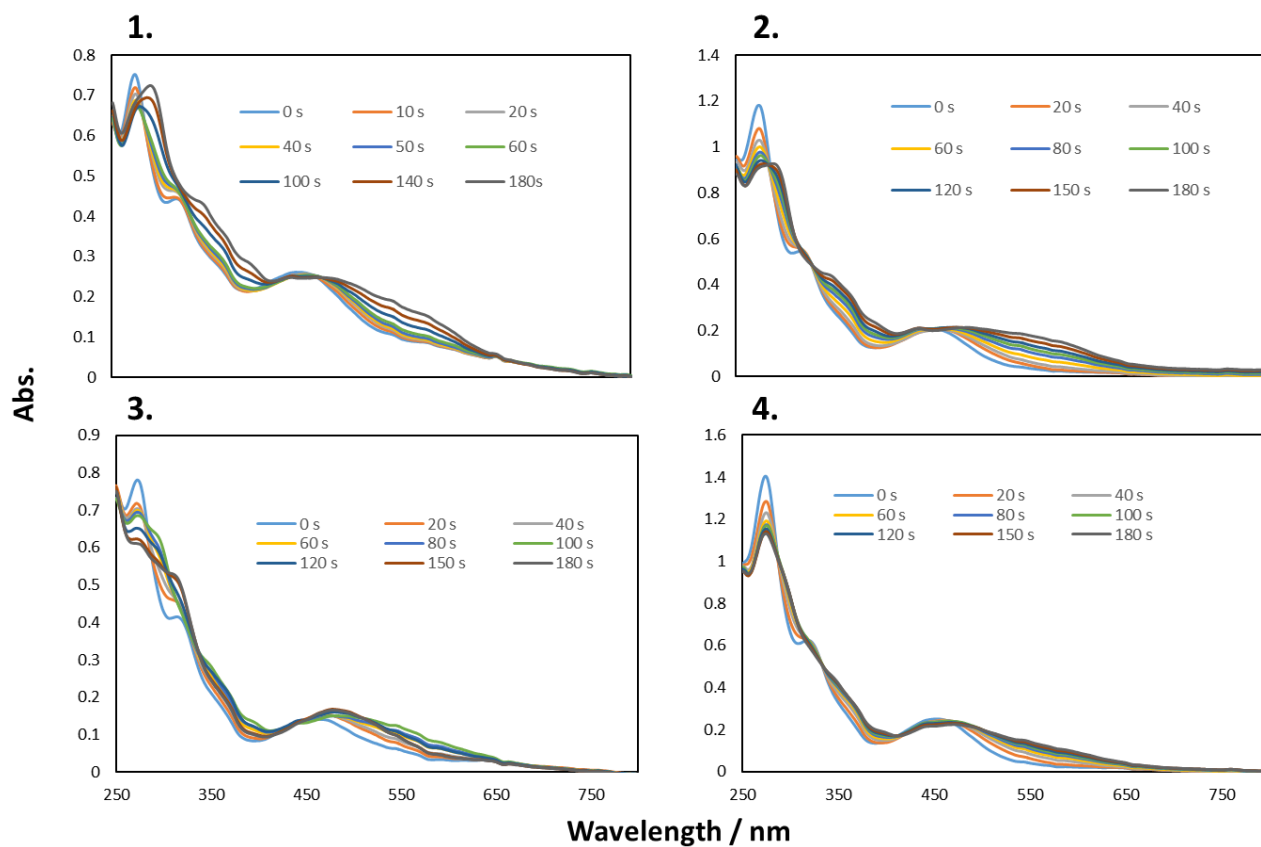 1.
0.8
0.7
0.6
0.5
0.4
0.3
0.2
0.1
0
0 s 10 s 20 s
40 s 50 s 60 s
100 s 140 s 180s
2.
1.4
1.2
1
0.8
0.6
0.4
0.2
0
0 s 20 s 40 s
60 s 80 s 100 s
120 s 150 s 180 s
Abs.
3.
0.9
0.8
0.7
0.6
0.5
0.4
0.3
0.2
0.1
0
0 s 20 s 40 s
60 s 80 s 100 s
120 s 150 s 180 s
250 350 450 550 650 750
4.
1.6
1.4
1.2
1
0.8
0.6
0.4
0.2
0
0 s 20 s 40 s
60 s 80 s 100 s
120 s 150 s 180 s
250 350 450 550 650 750
Wavelength / nm